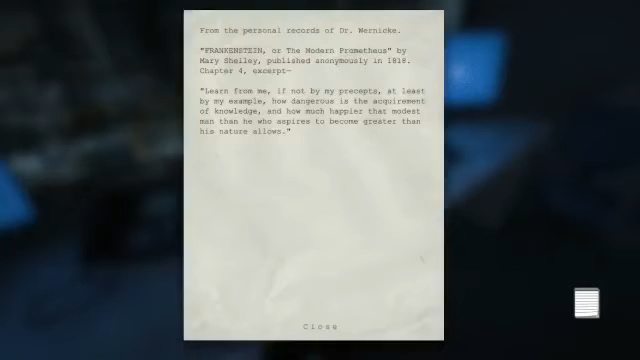 From the personal records of Dr. Wernicke.
"FRANKENSTEIN, or The Modern Prometheus" by
Mary Shelley, published anonymously in 1818.
Chapter 4, excerpt—
"Learn from me, if not by my precepts, at least
by my example, how dangerous is the acquirement
of knowledge, and how much happier that modest
man than he who aspires to become greater than
his nature allows."
Close